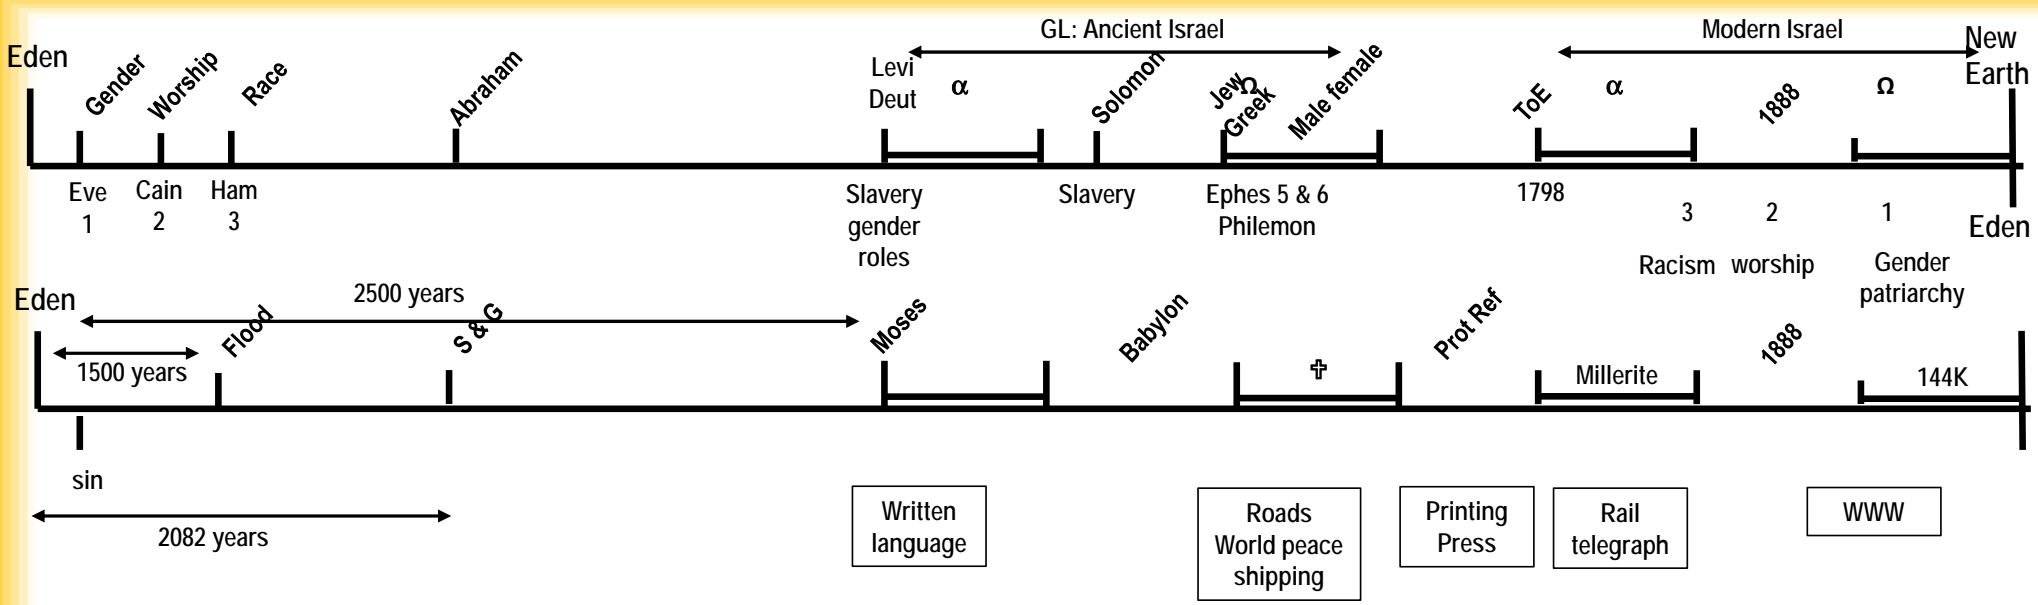 GL: Ancient Israel
Modern Israel
Eden
Gender
Worship
Race
Abraham
Levi
Deut
α
Solomon
Jew
Greek
Ω
Male female
ToE
α
1888
Ω
New
Earth
Eve
1
Cain
2
Ham
3
Slavery
gender
roles
Slavery
Ephes 5 & 6
Philemon
1798
3
Racism
2
worship
1
Gender
patriarchy
Eden
Eden
2500 years
1500 years
Flood
S & G
Moses
Babylon
✞
Prot Ref
Millerite
1888
144K
sin
2082 years
Written
language
Roads
World peace
shipping
Printing
Press
Rail
telegraph
WWW